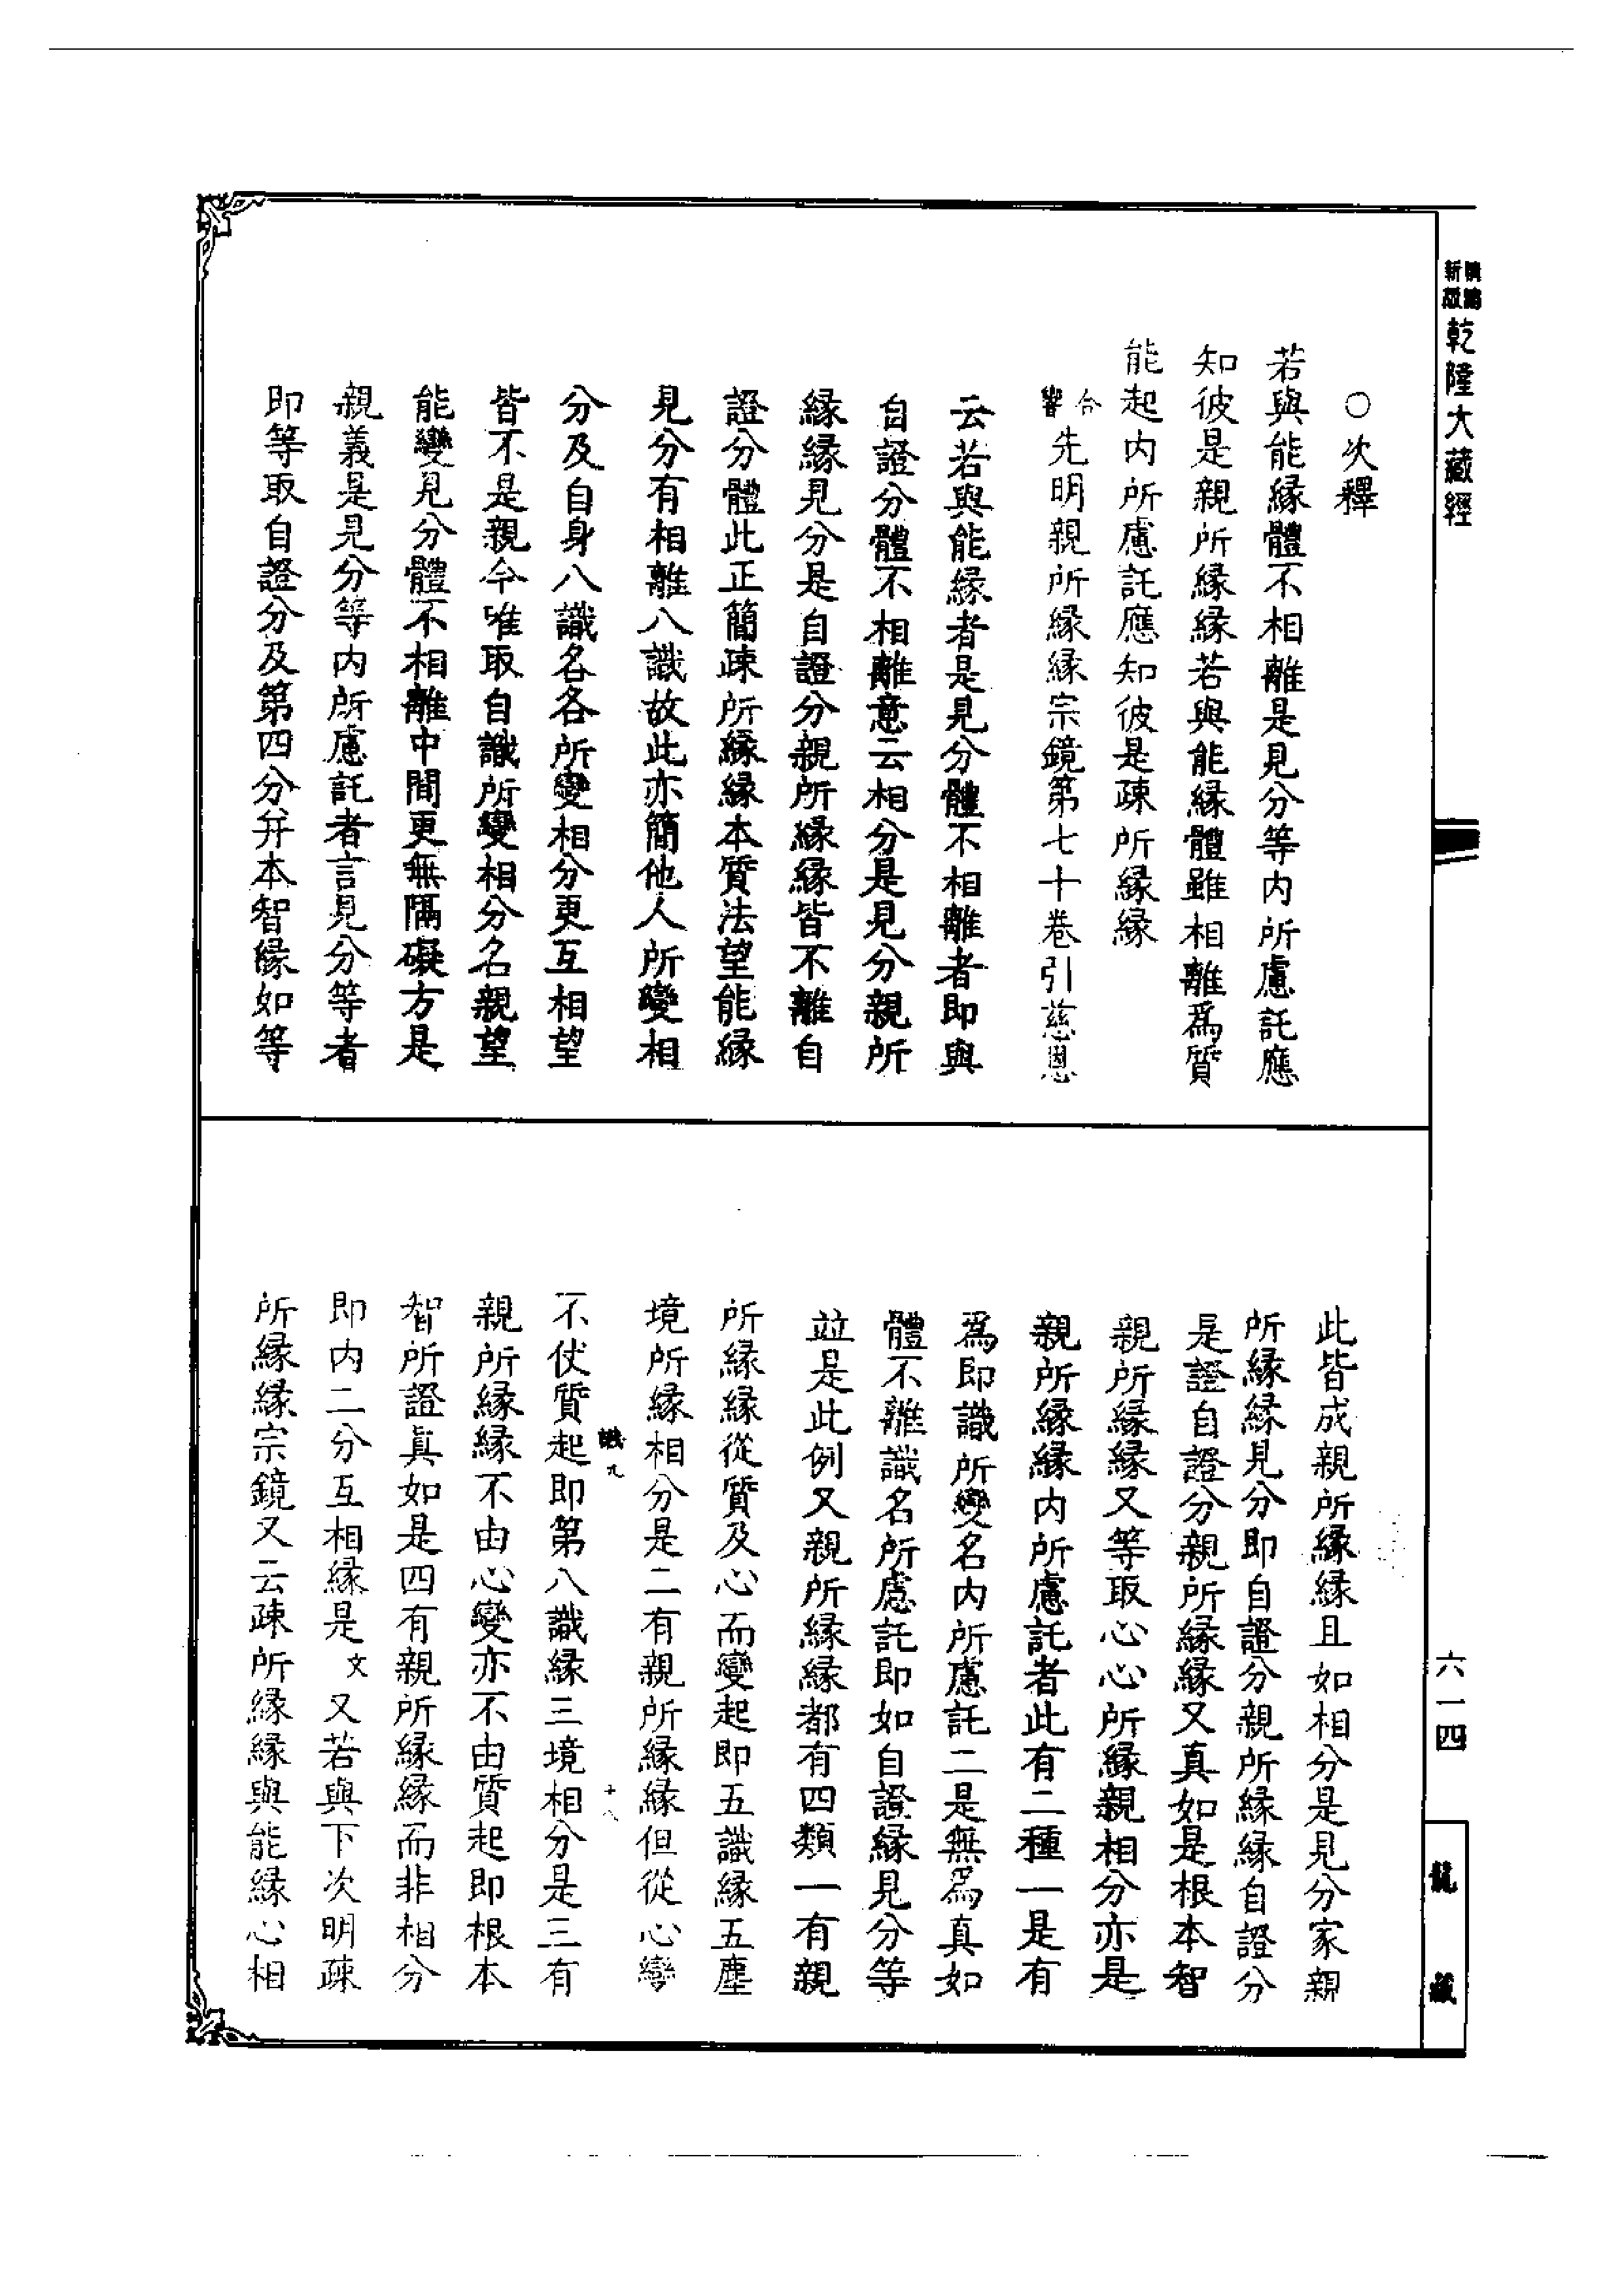 新版
乾隆大藏經
〇次釋
若與能緣體不相離是見分等內所慮託應
知彼是親所緣緣若與能緣體雖相離爲質
能起內所慮託應知彼是疎所緣緣
合響先明親所緣緣宗鏡第七十卷引慈恩
云若與能緣者是見分體不相離者即與
自證分體不相離意云相分是見分親所
緣緣見分是自證分親所緣緣皆不離自
證分體此正簡疎所緣緣本質法望能緣
見分有相離八識故此亦簡他人所變相
分及自身八識各各所變相分更互相望
皆不是親今唯取自識所變相分名親望
能變見分體不相離中間更無隔礙方是
親義是見分等內所慮託者言見分等者
即等取自證分及第四分并本智緣如等
此皆成親所緣緣且如相分是見分家親
所緣緣見分即自證分親所緣緣自證分
是證自證分親所緣緣又真如是根本智
親所緣緣又等取心心所緣親相分亦是
親所緣緣內所慮託者此有二種一是有
爲即識所變名內所慮託二是無爲真如
體不離識名所慮託即如自證緣見分等
竝是此例又親所緣緣都有四類一有親
所緣緣從質及心而變起即五識緣五塵
境所緣相分是二有親所緣緣但從心變
不仗質起即第八識緣三境相分是三有
親所緣緣不由心變亦不由質起即根本
智所證真如是四有親所緣緣而非相分
即內二分互相緣是文又若與下次明疎
所緣緣宗鏡又云疎所緣緣與能緣心相
九
十八
六一四
龍藏